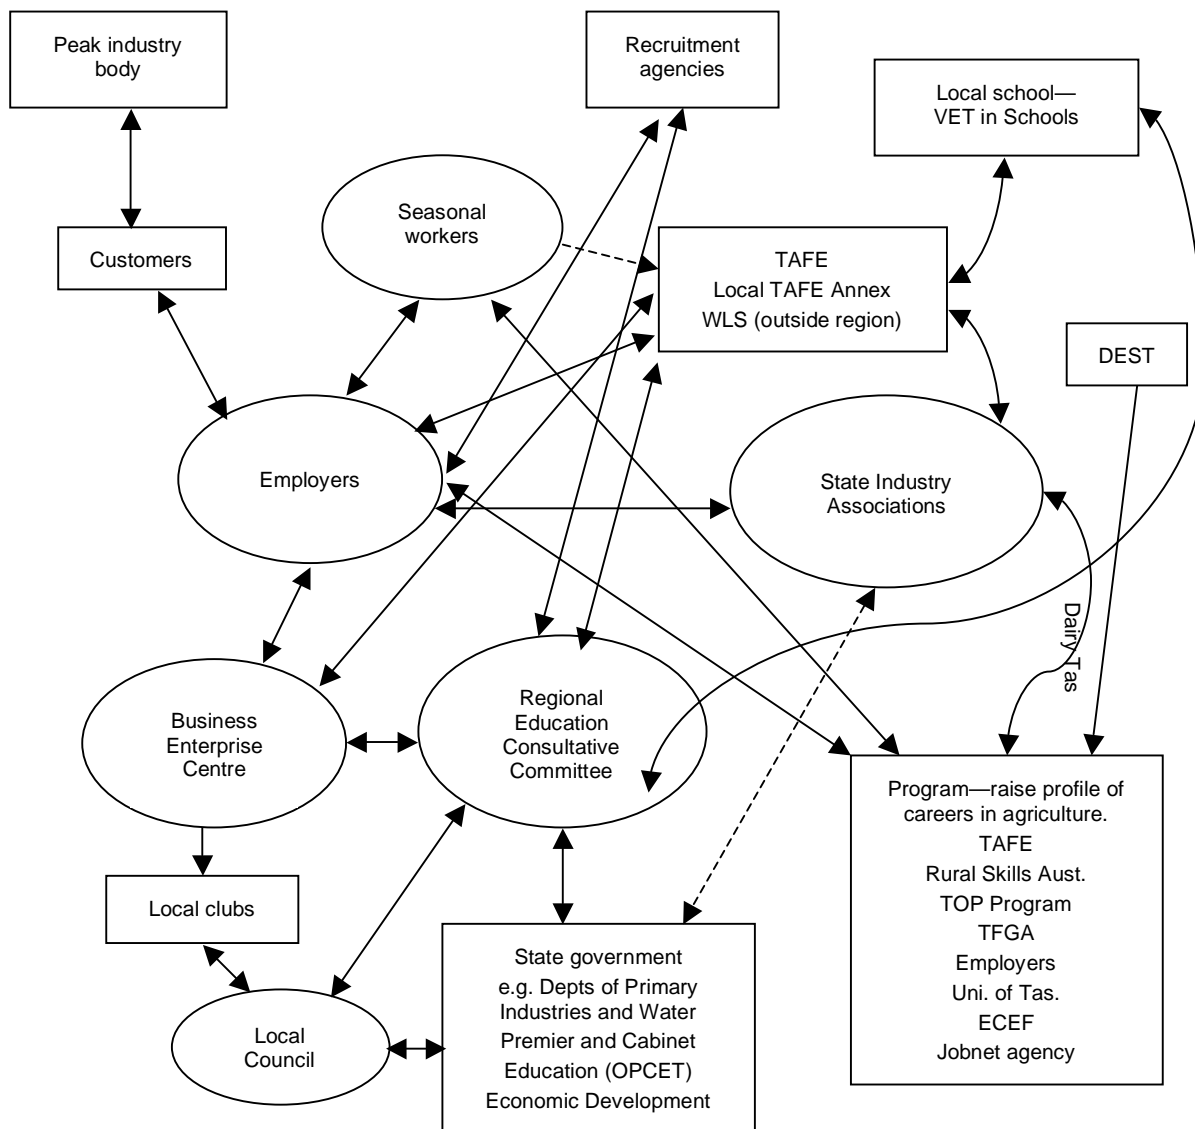 Peak industry
body
Recruitment
agencies
Local school—
VET in Schools
Seasonal
workers
Customers
TAFE
Local TAFE Annex
WLS (outside region)
DEST
Employers
State Industry
Associations
Dairy Tas
Business
Enterprise
Centre
Regional
Education
Consultative
Committee
Program—raise profile of
careers in agriculture.
TAFE
Rural Skills Aust.
TOP Program
TFGA
Employers
Uni. of Tas.
ECEF
Jobnet agency
Local clubs
State government
e.g. Depts of Primary
Industries and Water
Premier and Cabinet
Education (OPCET)
Economic Development
Local
Council